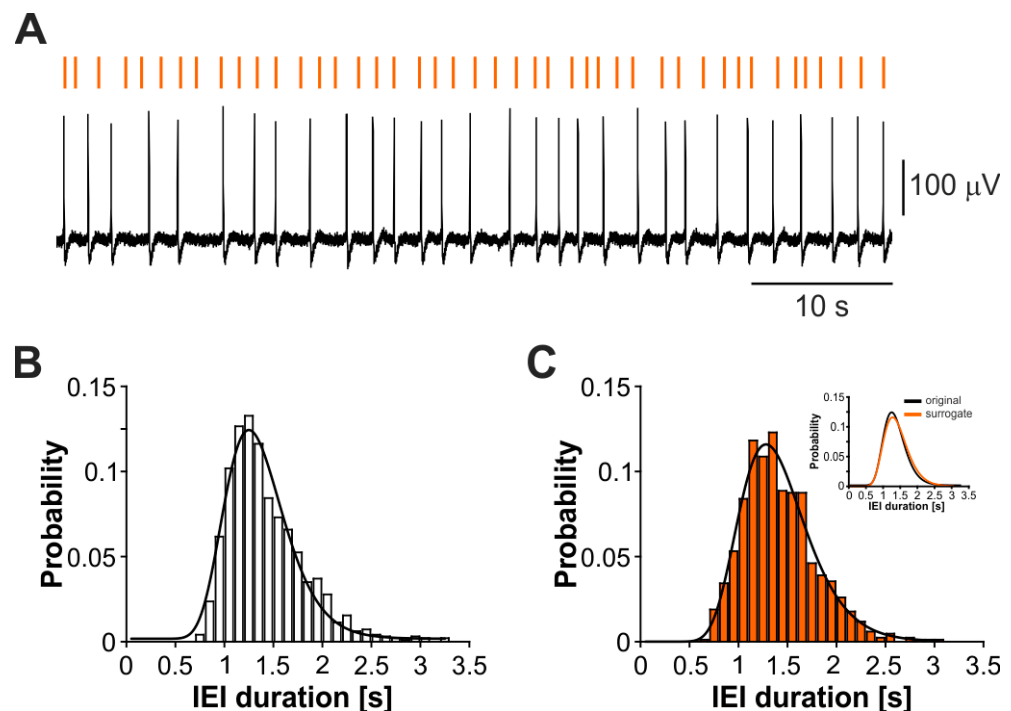 A
100 μV
10 s
B
0.15
0.1
0.05
0
Probability
0 0.5 1 1.5 2 2.5 3 3.5
IEI duration [s]
C
0.15
0.1
0.05
0
Probability
0 0.5 1 1.5 2 2.5 3 3.5
IEI duration [s]
original
surrogate
0.15
0.1
0.05
0
Probability
0 0.5 1 1.5 2 2.5 3 3.5
IEI duration [s]